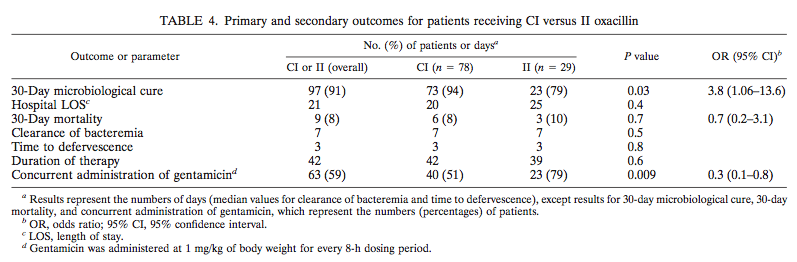 TABLE 4. Primary and secondary outcomes for patients receiving CI versus II oxacillin
Outcome or parameter No. (%) of patients or daysᵃ P value OR (95% CI)ᵇ
CI or II (overall) CI (n = 78) II (n = 29)
30-Day microbiological cure 97 (91) 73 (94) 23 (79) 0.03 3.8 (1.06–13.6)
Hospital LOSᶜ 21 20 25 0.4
30-Day mortality 9 (8) 6 (8) 3 (10) 0.7 0.7 (0.2–3.1)
Clearance of bacteremia 7 7 7 0.5
Time to defervescence 3 3 3 0.8
Duration of therapy 42 42 39 0.6
Concurrent administration of gentamicinᵈ 63 (59) 40 (51) 23 (79) 0.009 0.3 (0.1–0.8)
ᵃ Results represent the numbers of days (median values for clearance of bacteremia and time to defervescence), except results for 30-day microbiological cure, 30-day
mortality, and concurrent administration of gentamicin, which represent the numbers (percentages) of patients.
ᵇ OR, odds ratio; 95% CI, 95% confidence interval.
ᶜ LOS, length of stay.
ᵈ Gentamicin was administered at 1 mg/kg of body weight for every 8-h dosing period.